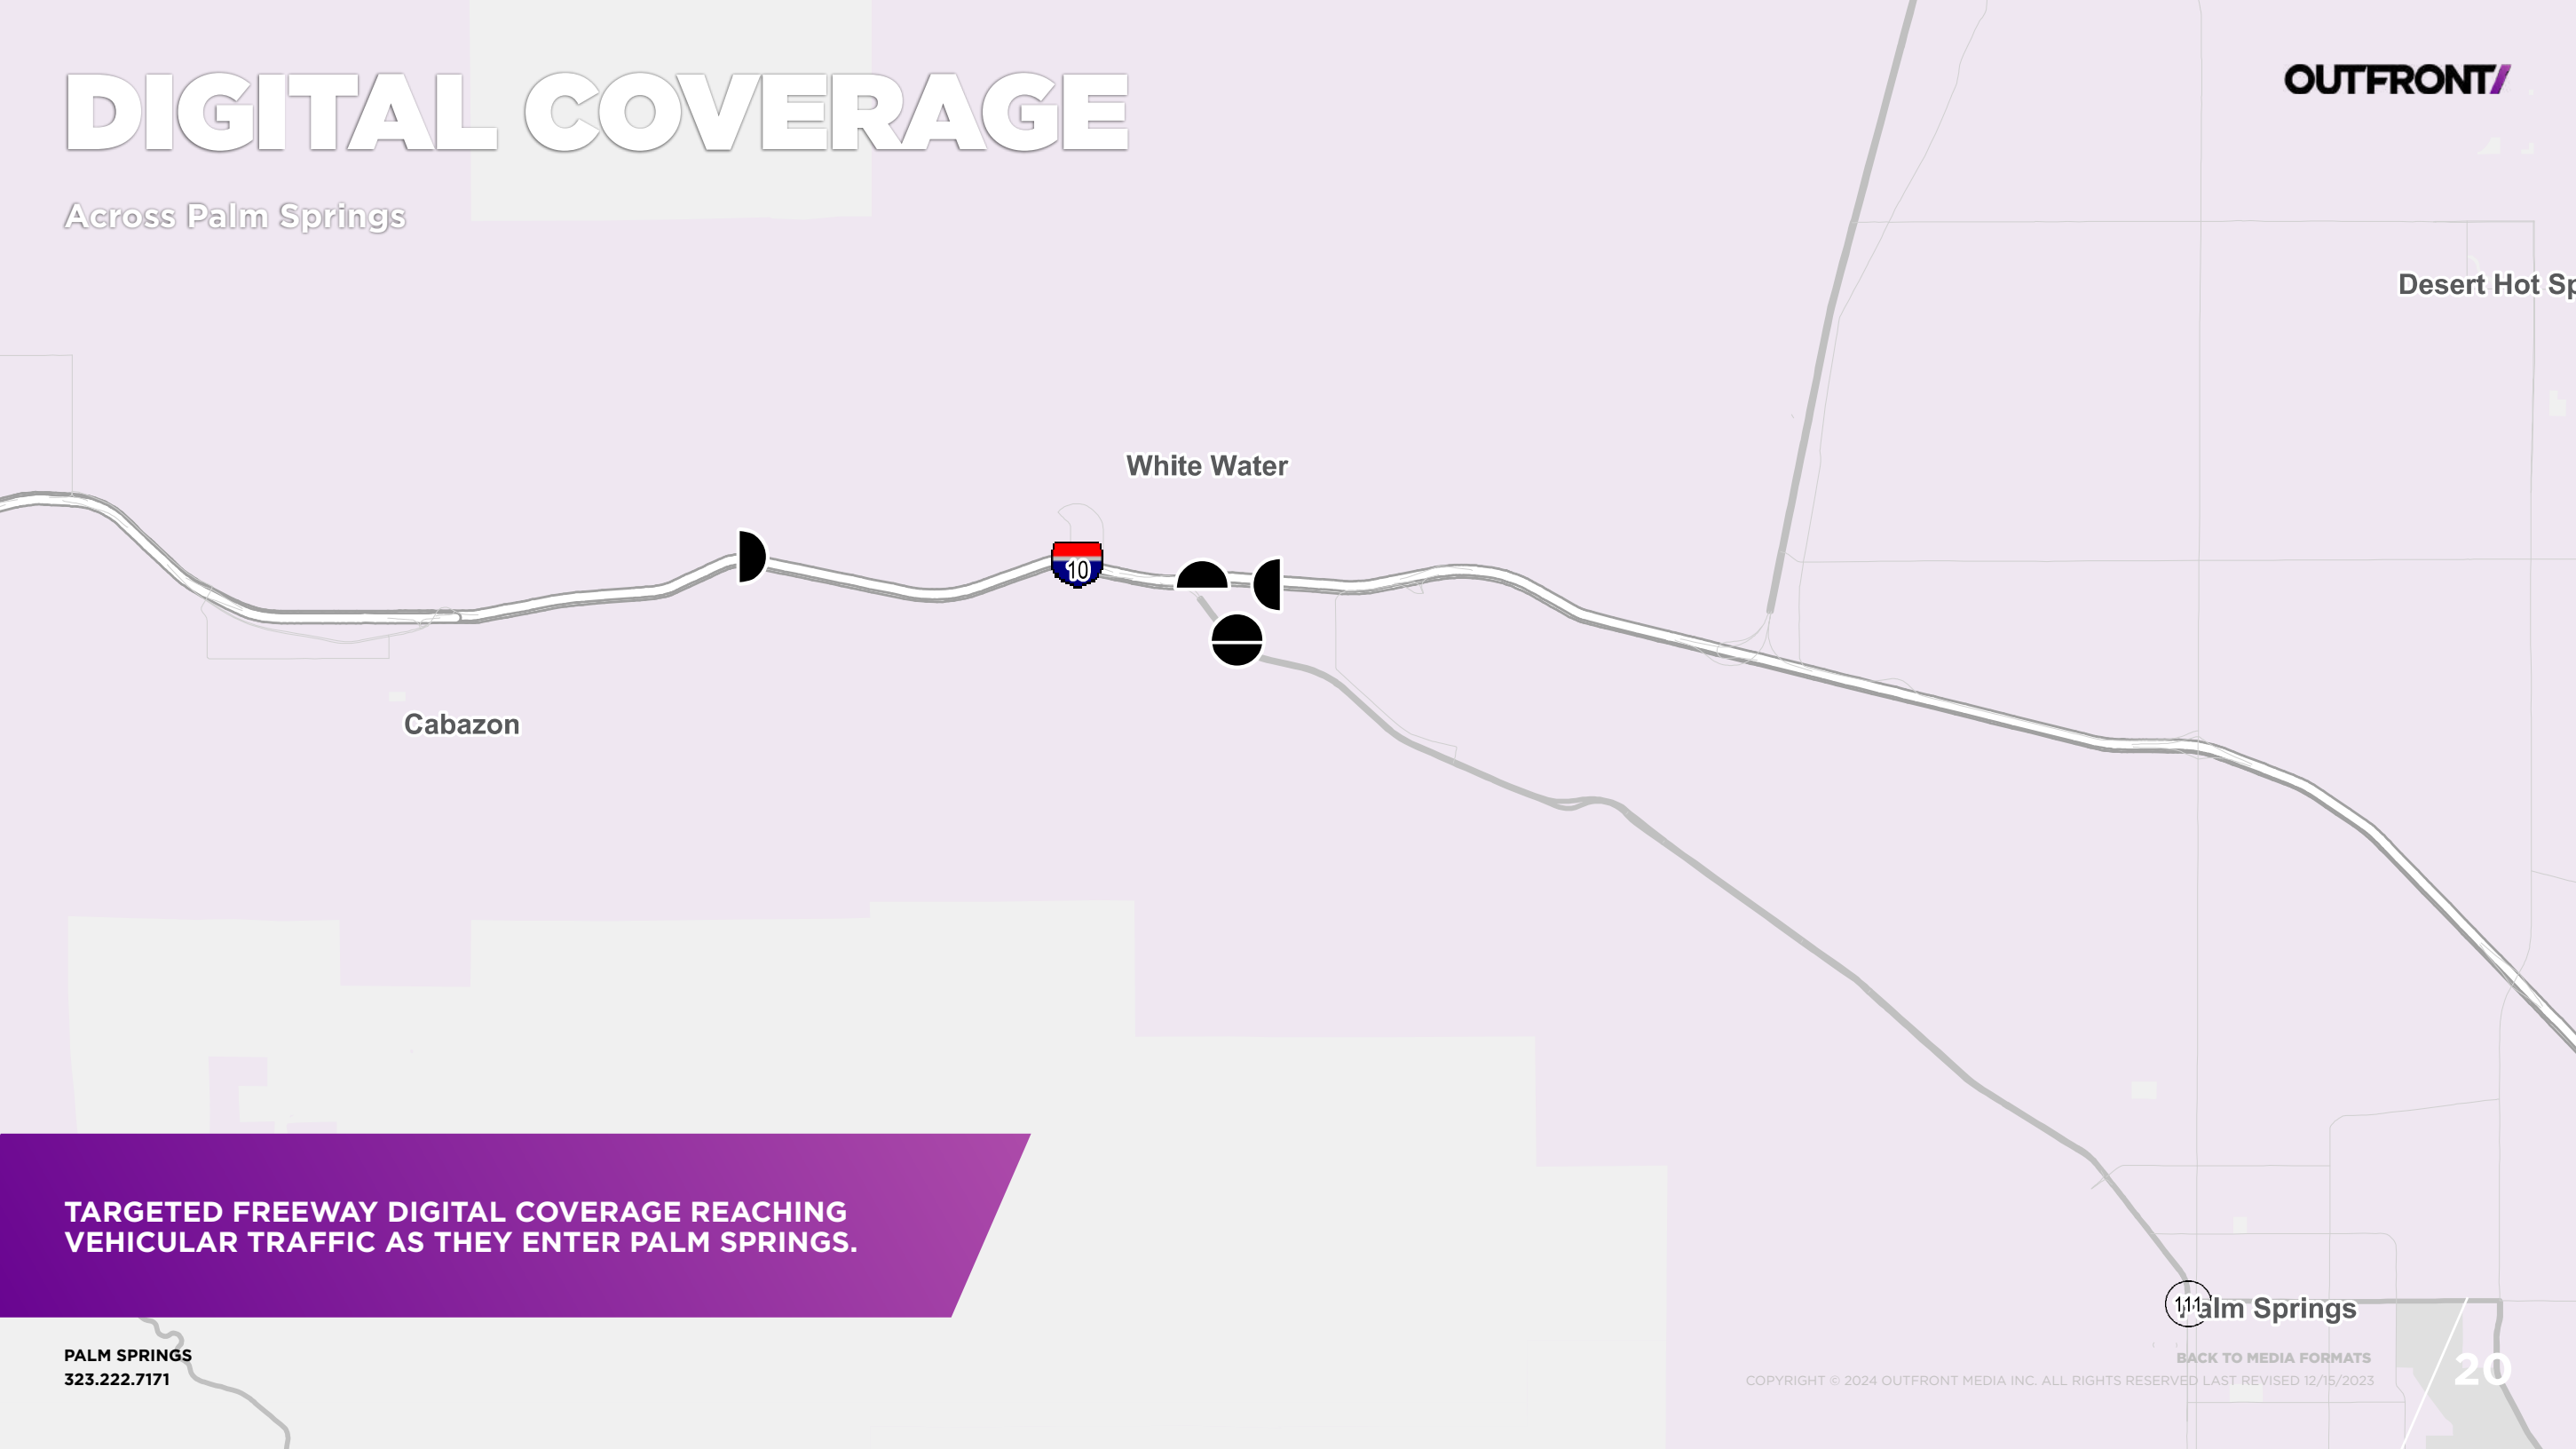 DIGITAL COVERAGE
OUTFRONT/
Across Palm Springs
Desert Hot Sp
White Water
10
Cabazon
TARGETED FREEWAY DIGITAL COVERAGE REACHING
VEHICULAR TRAFFIC AS THEY ENTER PALM SPRINGS.
111
Palm Springs
PALM SPRINGS
323.222.7171
BACK TO MEDIA FORMATS
COPYRIGHT © 2024 OUTFRONT MEDIA INC. ALL RIGHTS RESERVED LAST REVISED 12/15/2023
20